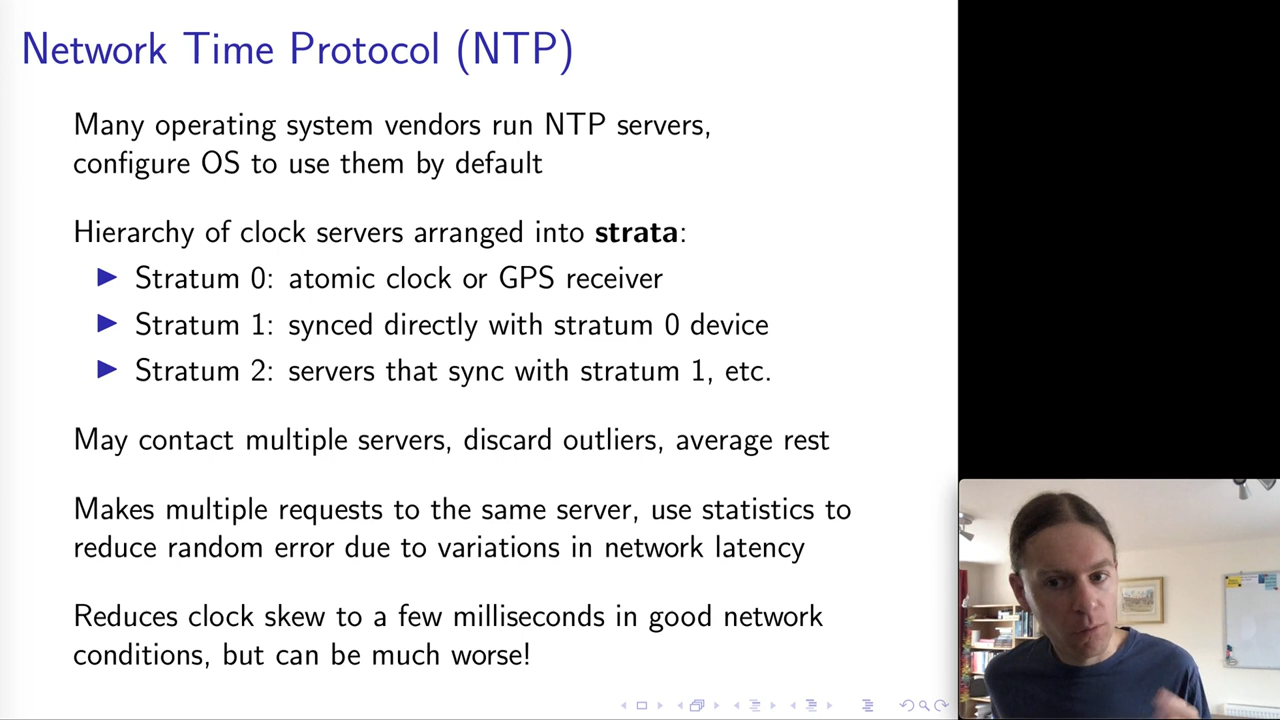 Network Time Protocol (NTP)
Many operating system vendors run NTP servers,
configure OS to use them by default
Hierarchy of clock servers arranged into strata:
Stratum 0: atomic clock or GPS receiver
Stratum 1: synced directly with stratum 0 device
Stratum 2: servers that sync with stratum 1, etc.
May contact multiple servers, discard outliers, average rest
Makes multiple requests to the same server, use statistics to
reduce random error due to variations in network latency
Reduces clock skew to a few milliseconds in good network
conditions, but can be much worse!